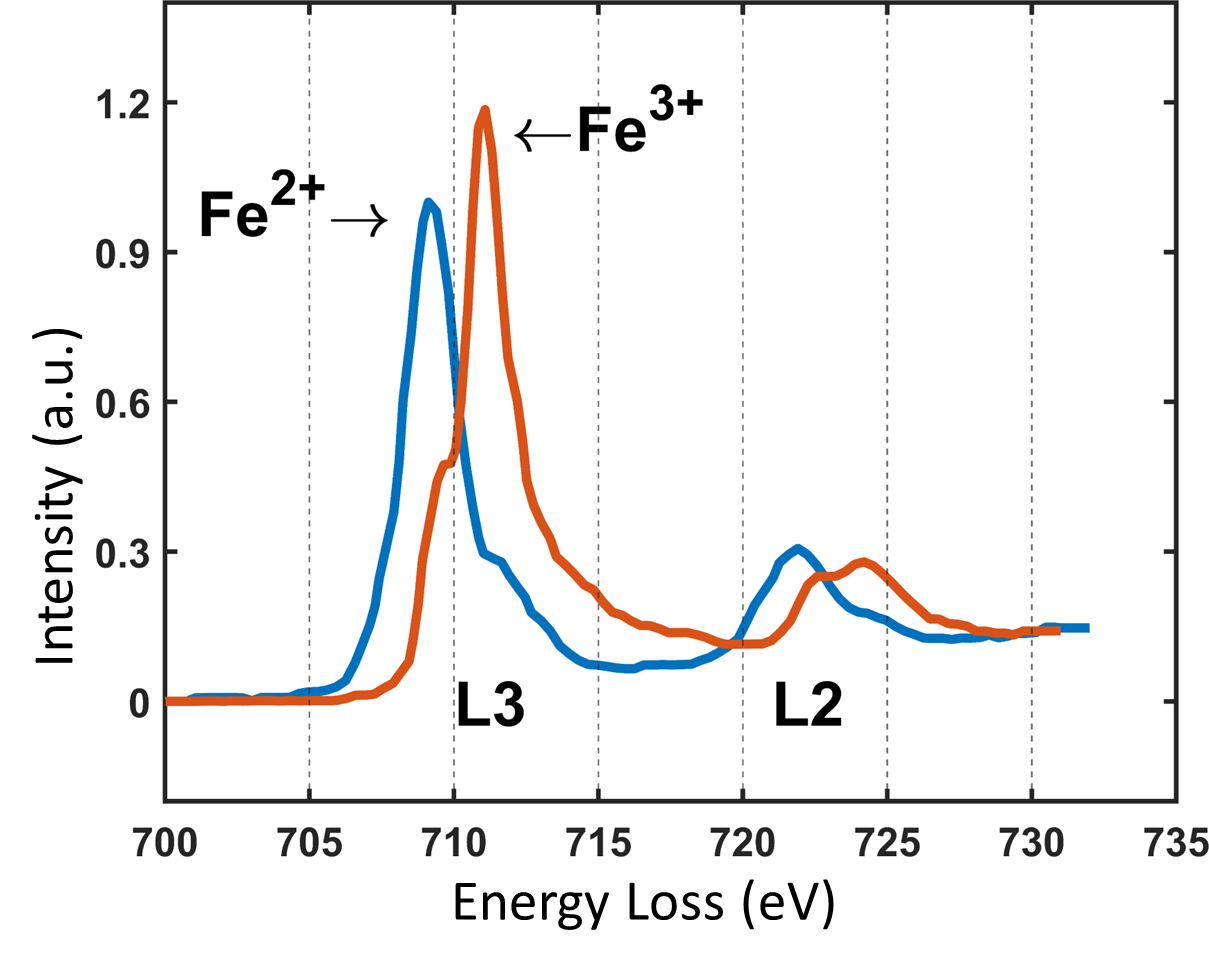 1.2
←Fe3+
Fe2+→
0.9
0.6
0.3
0
Intensity (a.u.)
L3
L2
700 705 710 715 720 725 730 735
Energy Loss (eV)